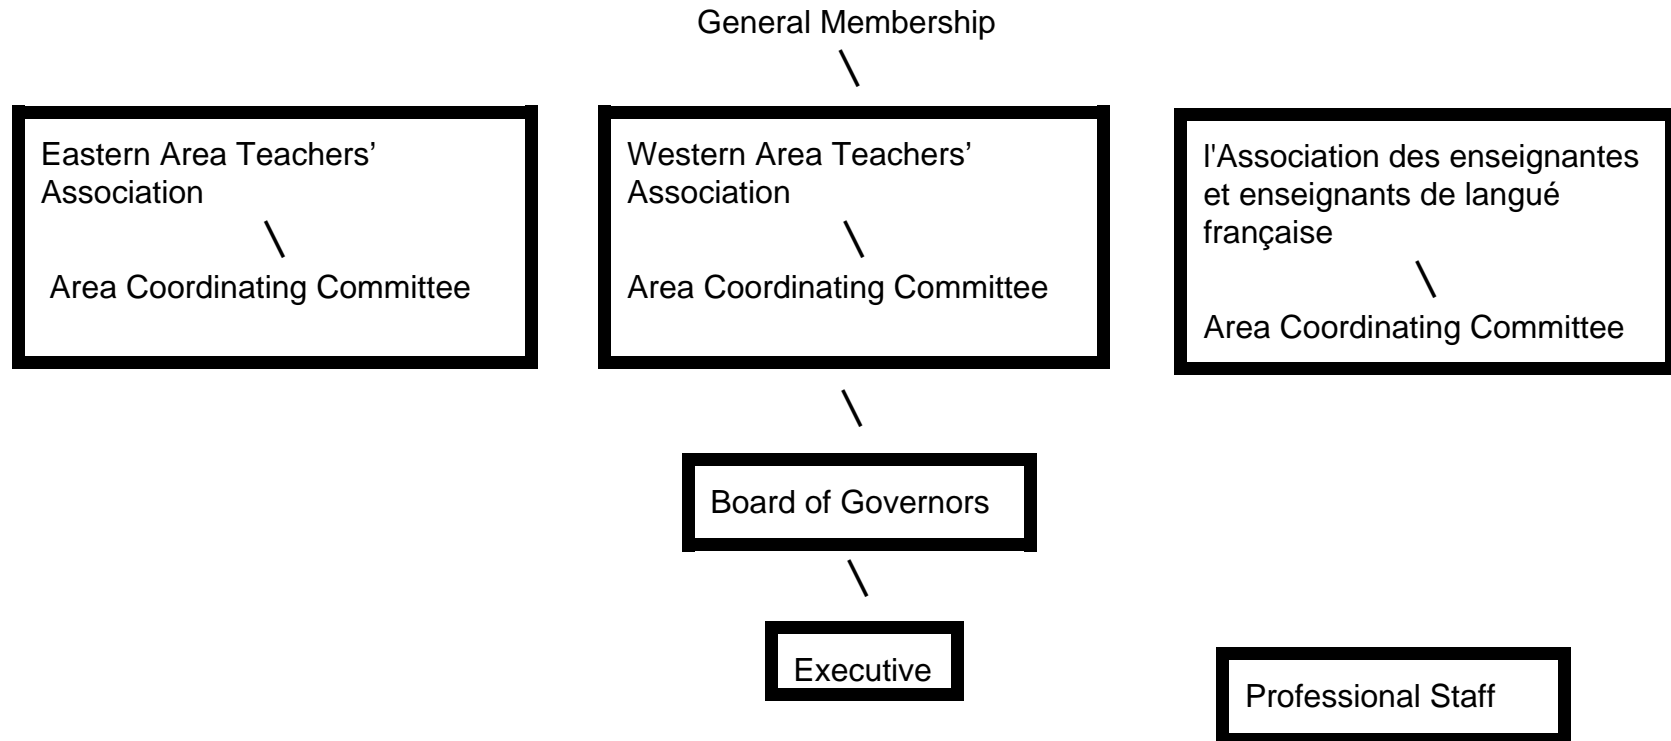 General Membership
\
Eastern Area Teachers’
Association
\
Area Coordinating Committee
Western Area Teachers’
Association
\
Area Coordinating Committee
l'Association des enseignantes
et enseignants de langué
française
\
Area Coordinating Committee
\
Board of Governors
\
Executive
Professional Staff